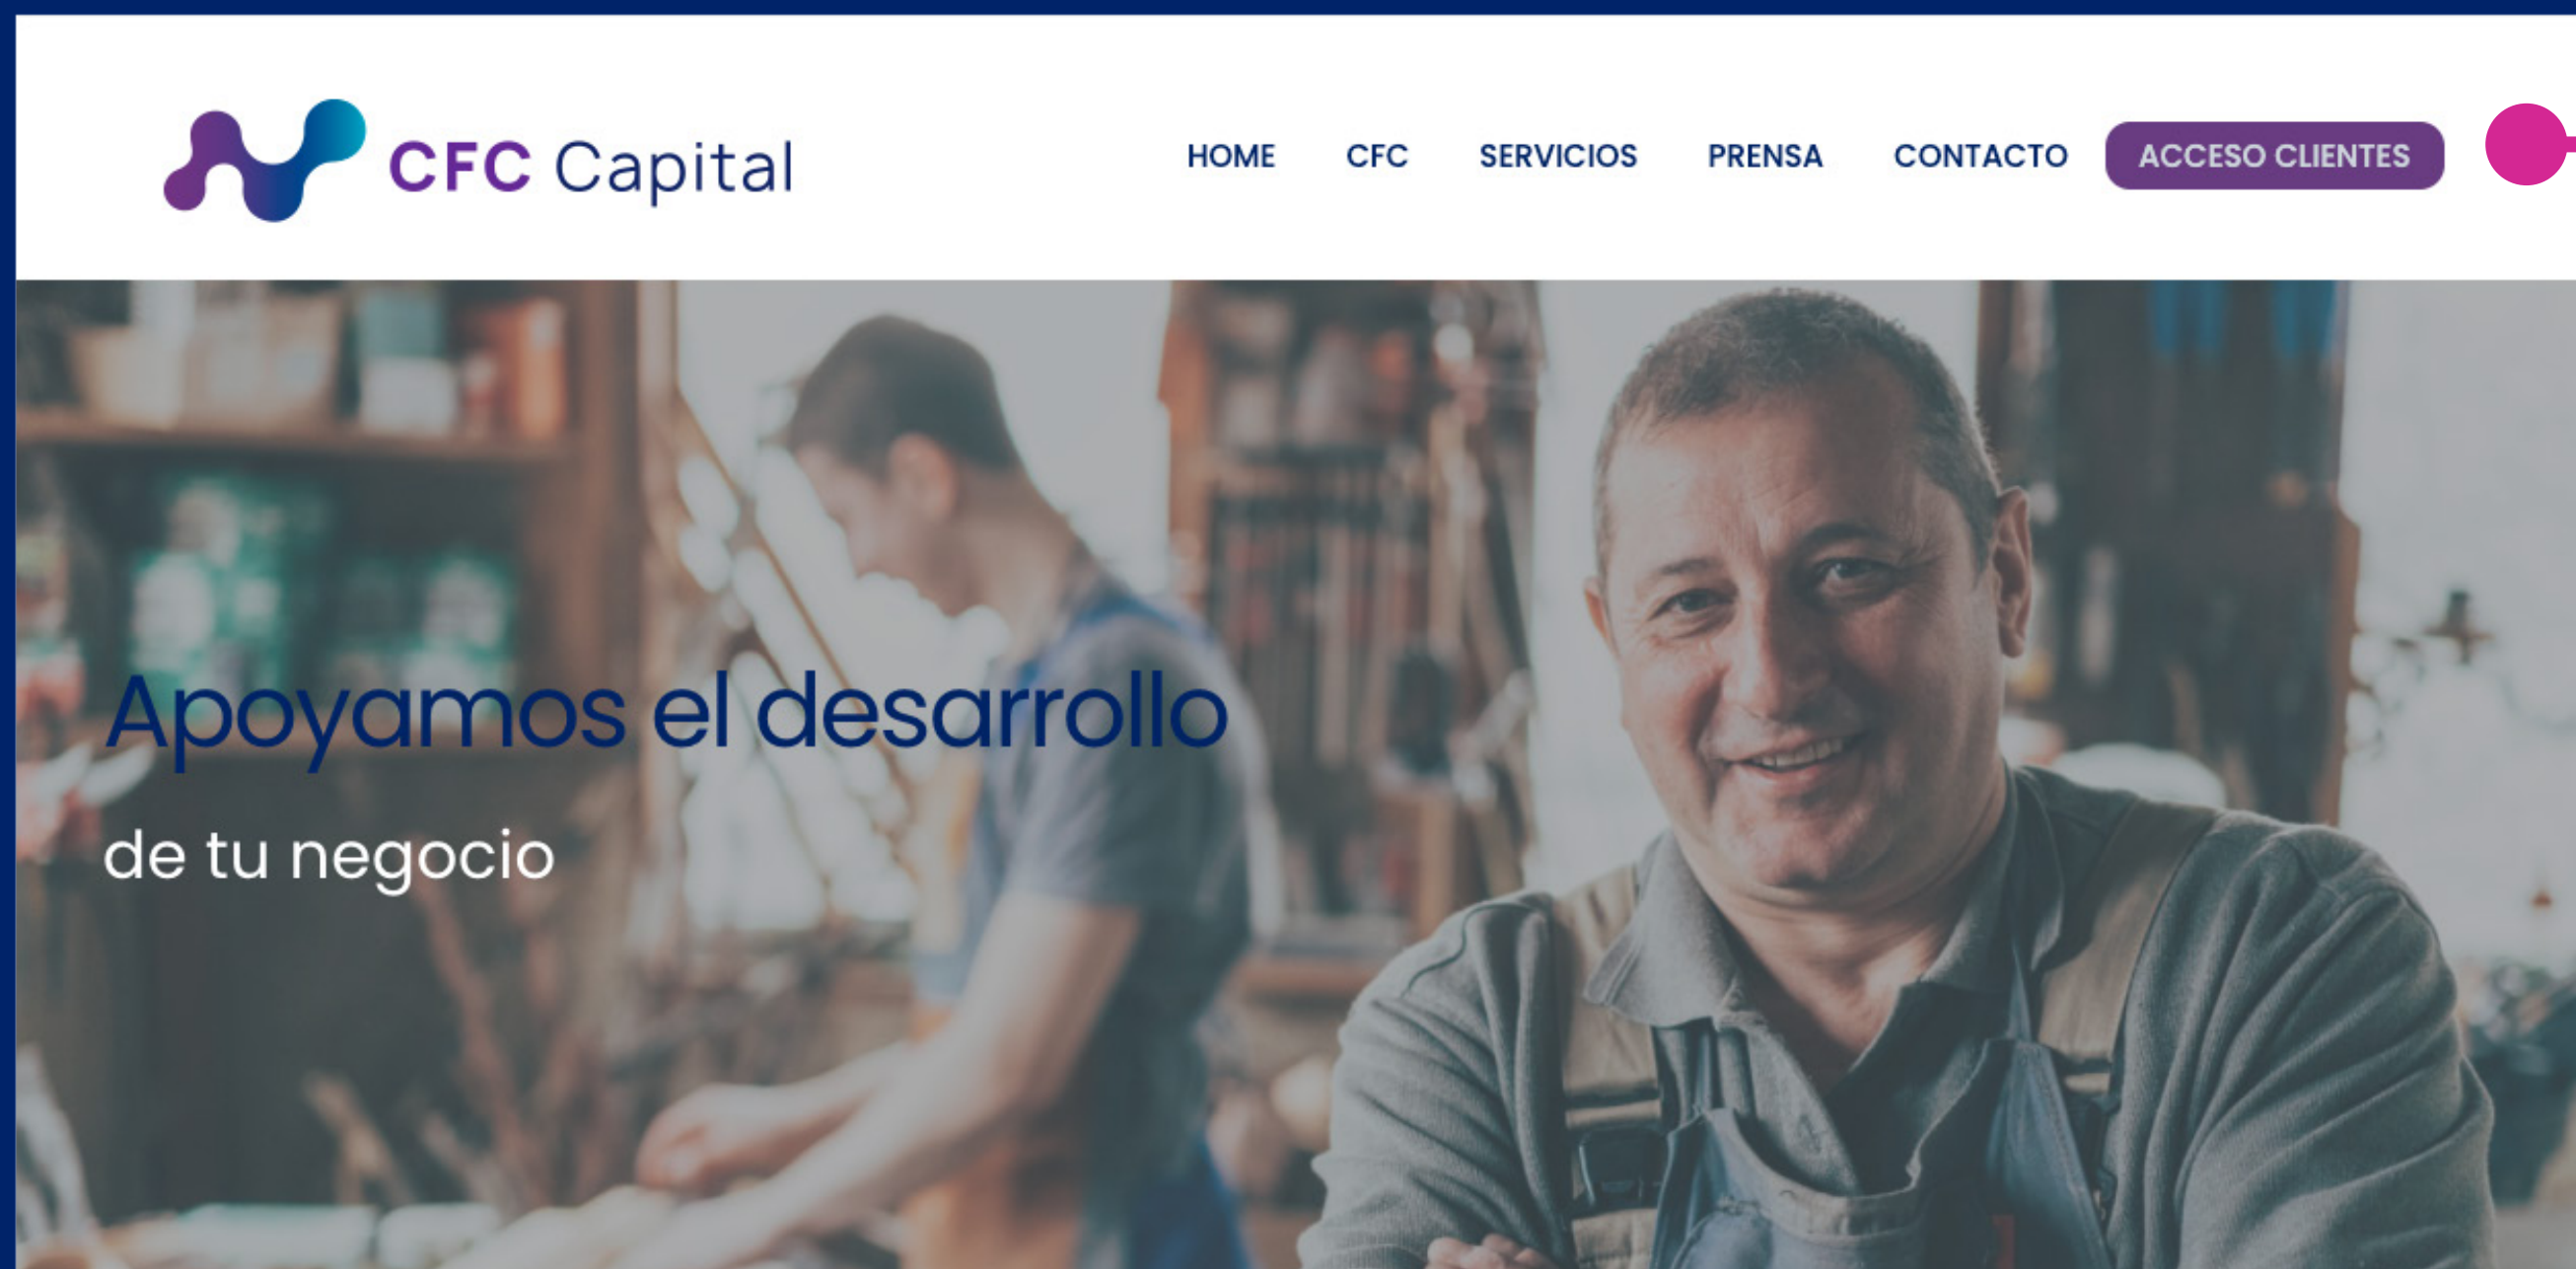 CFC Capital
HOME CFC SERVICIOS PRENSA CONTACTO ACCESO CLIENTES
Apoyamos el desarrollo
de tu negocio